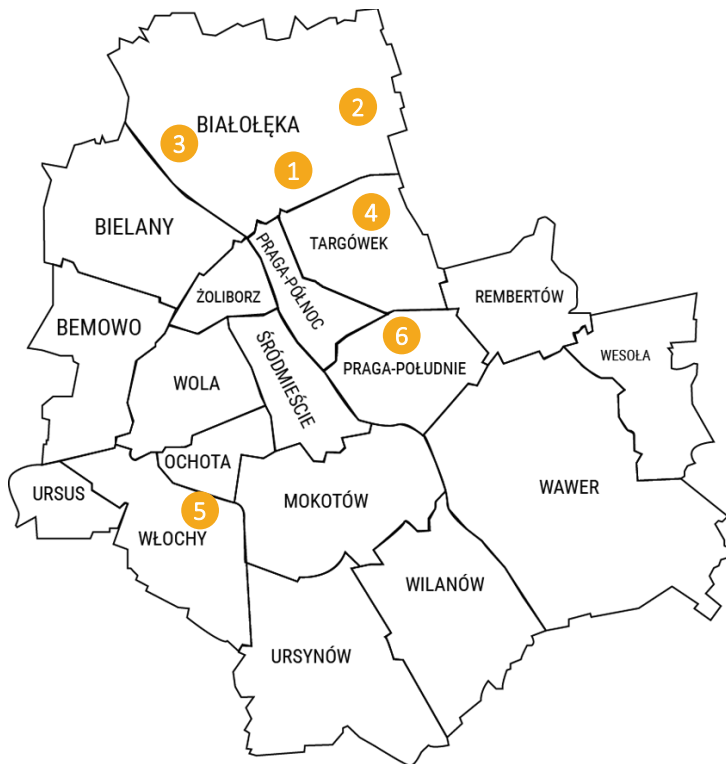 2
BIAŁOŁĘKA
3
1
BIELANY
4
TARGÓWEK
PRAGA-PÓŁNOC
ŻOLIBORZ
REMBERTÓW
BEMOWO
6
WESOŁA
PRAGA-POŁUDNIE
ŚRÓDMIEŚCIE
WOLA
OCHOTA
WAWER
URSUS
MOKOTÓW
5
WŁOCHY
WILANÓW
URSYNÓW